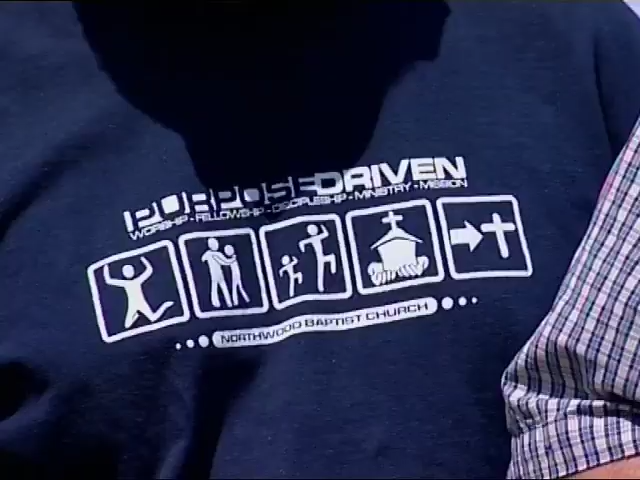 PURPOSEDRIVEN
WORSHIP - FELLOWSHIP - DISCIPLESHIP - MINISTRY - MISSION
NORTHWOOD BAPTIST CHURCH